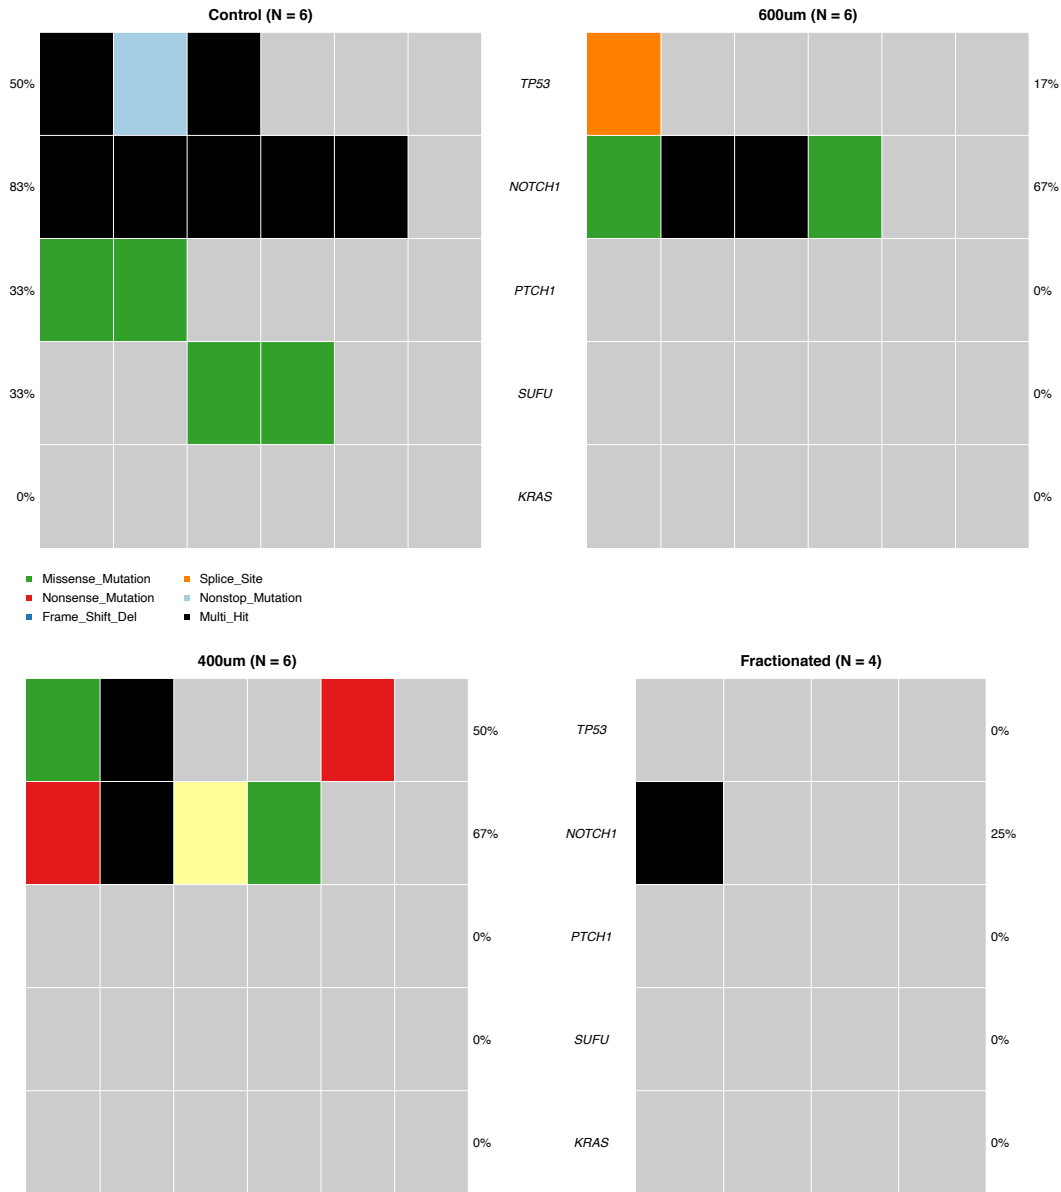 Control (N = 6)
600um (N = 6)
50%
TP53
17%
83%
NOTCH1
67%
33%
PTCH1
0%
33%
SUFU
0%
0%
KRAS
0%
Missense_Mutation
Splice_Site
Nonsense_Mutation
Nonstop_Mutation
Frame_Shift_Del
Multi_Hit
400um (N = 6)
Fractionated (N = 4)
50%
TP53
0%
67%
NOTCH1
25%
0%
PTCH1
0%
0%
SUFU
0%
0%
KRAS
0%